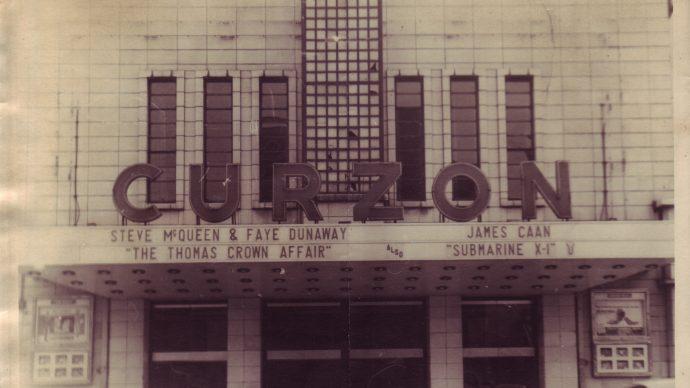 CURZON
STEVE McQUEEN & FAYE DUNAWAY
"THE THOMAS CROWN AFFAIR"
ALSO
JAMES CAAN
"SUBMARINE X-1" U